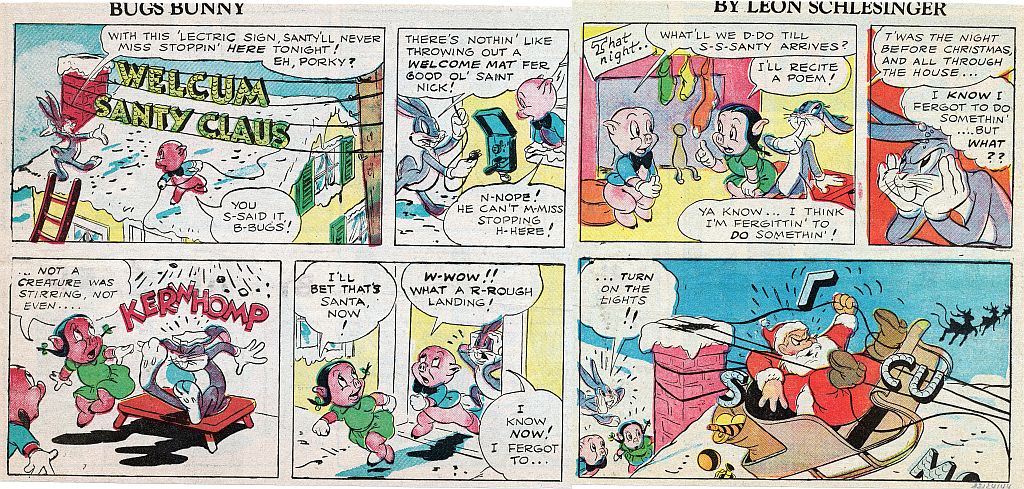 BUGS BUNNY
BY LEON SCHLESINGER
WITH THIS 'LECTRIC SIGN, SANTY'LL NEVER
MISS STOPPIN' HERE TONIGHT!
EH, PORKY?
WELCUM
SANTY CLAUS
YOU
S-SAID IT,
B-BUGS!
THERE'S NOTHIN' LIKE
THROWING OUT A
WELCOME MAT FER
GOOD OL' SAINT
NICK!
N-NOPE!
HE CAN'T M-MISS
STOPPING
H-HERE!
That
night..
WHAT'LL WE D-DO TILL
S-S-SANTY ARRIVES?
I'LL RECITE
A POEM!
YA KNOW... I THINK
I'M FERGITTIN' TO
DO SOMETHIN'!
T'WAS THE NIGHT
BEFORE CHRISTMAS,
AND ALL THROUGH
THE HOUSE...
I KNOW I
FERGOT TO DO
SOMETHIN'
....BUT
WHAT
??
... NOT A
CREATURE WAS
STIRRING, NOT
EVEN....
KERWHOMP
I'LL
BET THAT'S
SANTA,
NOW
!
W-WOW!!
WHAT A R-ROUGH
LANDING!
I
KNOW
NOW!
I FERGOT
TO...
... TURN
ON THE
LIGHTS
!!
L
S
C
U